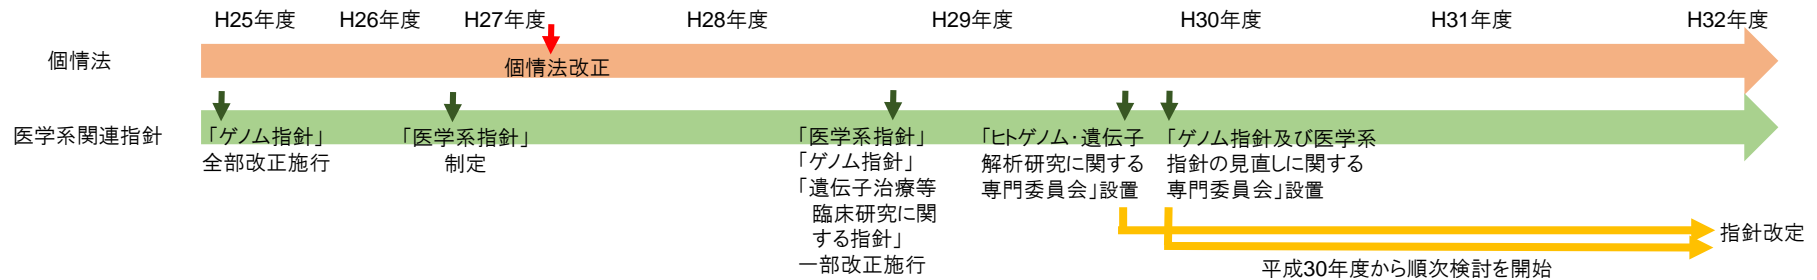 H25年度 H26年度 H27年度 H28年度 H29年度 H30年度 H31年度 H32年度
個情法
個情法改正
医学系関連指針
「ゲノム指針」
全部改正施行
「医学系指針」
制定
「医学系指針」
「ゲノム指針」
「遺伝子治療等
臨床研究に関
する指針」
一部改正施行
「ヒトゲノム・遺伝子
解析研究に関する
専門委員会」設置
「ゲノム指針及び医学系
指針の見直しに関する
専門委員会」設置
指針改定
平成30年度から順次検討を開始